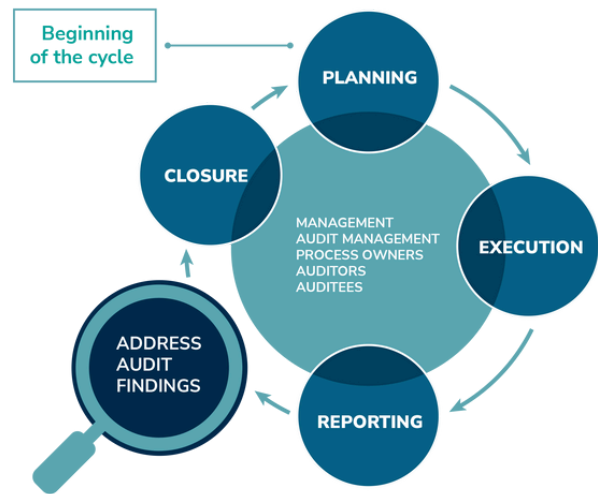 Beginning
of the cycle
PLANNING
CLOSURE
MANAGEMENT
AUDIT MANAGEMENT
PROCESS OWNERS
AUDITORS
AUDITEES
EXECUTION
ADDRESS
AUDIT
FINDINGS
REPORTING